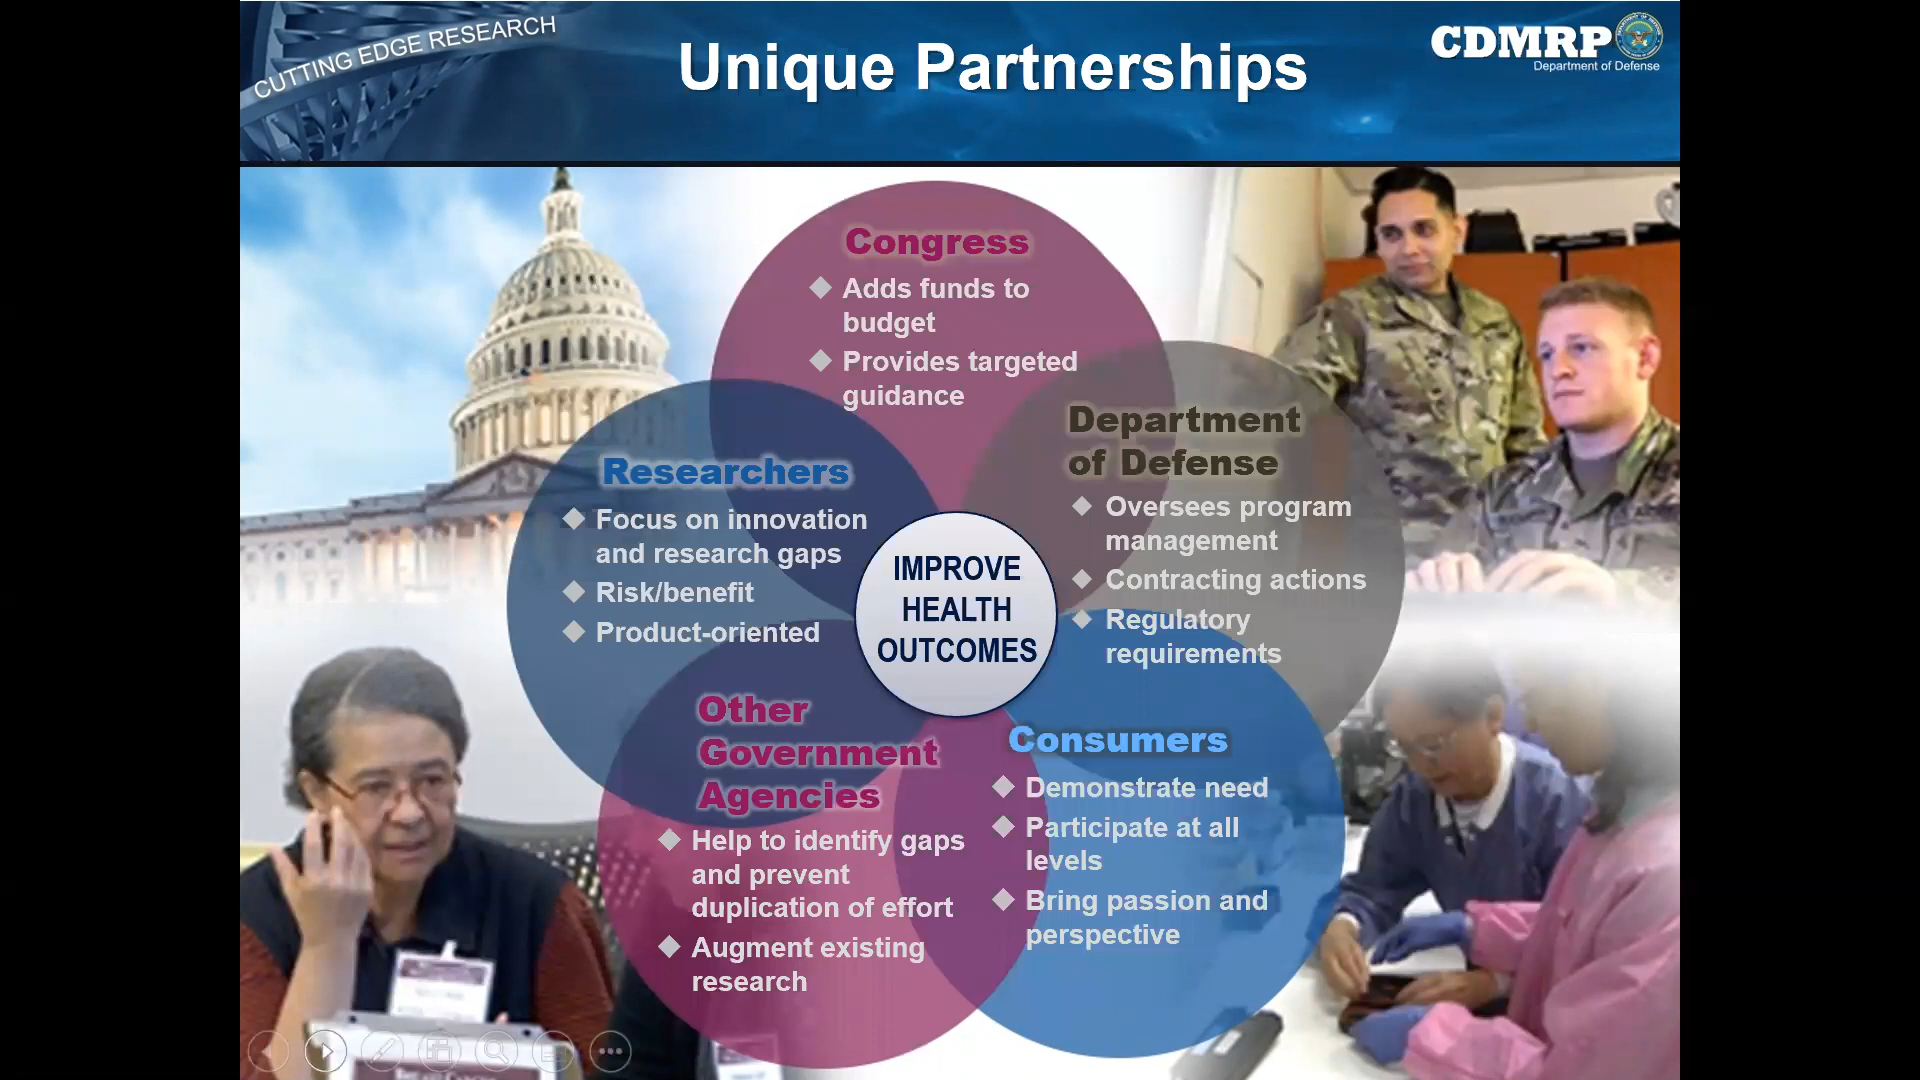 CUTTING EDGE RESEARCH
Unique Partnerships
CDMRP
Department of Defense
Congress
Adds funds to
budget
Provides targeted
guidance
Department
of Defense
Oversees program
management
Contracting actions
Regulatory
requirements
Researchers
Focus on innovation
and research gaps
Risk/benefit
Product-oriented
IMPROVE
HEALTH
OUTCOMES
Other
Government
Agencies
Help to identify gaps
and prevent
duplication of effort
Augment existing
research
Consumers
Demonstrate need
Participate at all
levels
Bring passion and
perspective